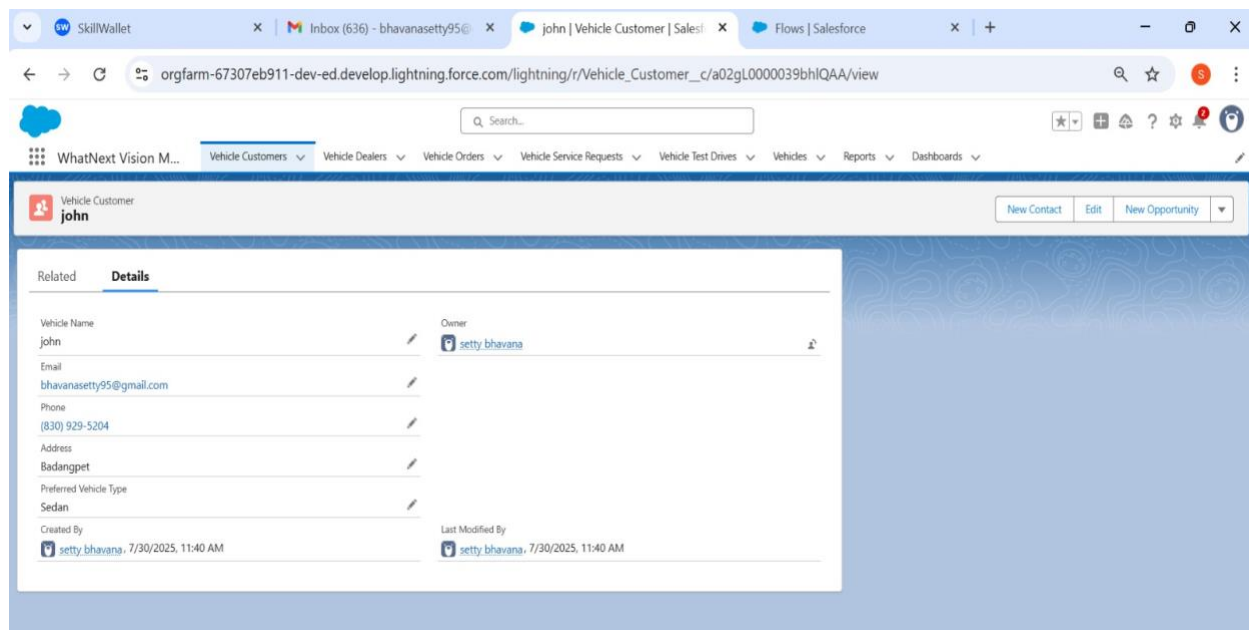 SkillWallet
Inbox (636) - bhavanasetty95@
john | Vehicle Customer | Salesf
Flows | Salesforce
orgfarm-67307eb911-dev-ed.develop.lightning.force.com/lightning/r/Vehicle_Customer__c/a02gL0000039bhlQAA/view
S
Search...
2
WhatNext Vision M...
Vehicle Customers
Vehicle Dealers
Vehicle Orders
Vehicle Service Requests
Vehicle Test Drives
Vehicles
Reports
Dashboards
Vehicle Customer
john
New Contact
Edit
New Opportunity
Related
Details
Vehicle Name
john
Owner
setty bhavana
Email
bhavanasetty95@gmail.com
Phone
(830) 929-5204
Address
Badangpet
Preferred Vehicle Type
Sedan
Created By
setty bhavana, 7/30/2025, 11:40 AM
Last Modified By
setty bhavana, 7/30/2025, 11:40 AM